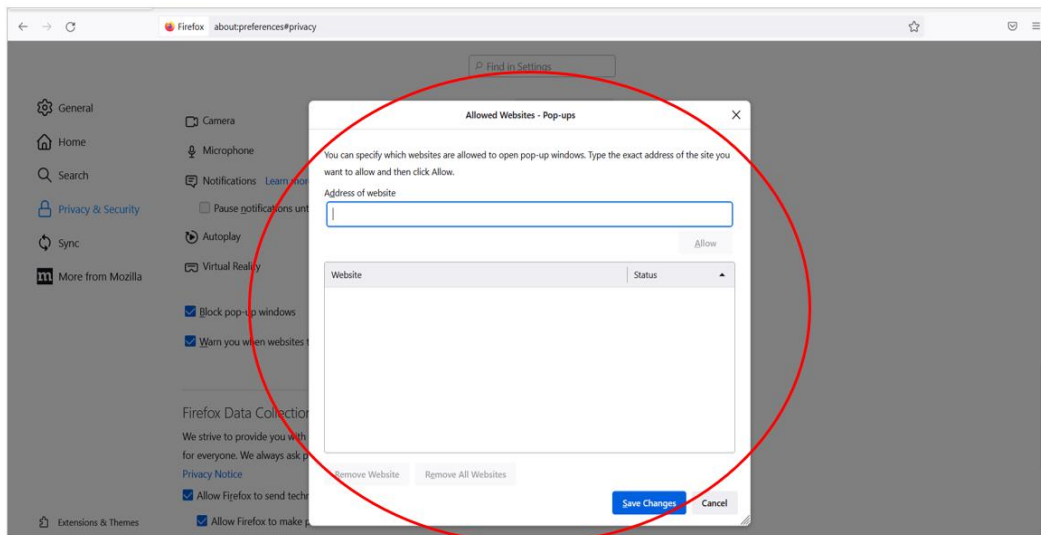 Firefox about:preferences#privacy
Find in Settings
General
Home
Search
Privacy & Security
Sync
More from Mozilla
Extensions & Themes
Camera
Microphone
Notifications Learn mor
Pause notifications unt
Autoplay
Virtual Reality
Block pop-up windows
Warn you when websites t
Firefox Data Collection
We strive to provide you with
for everyone. We always ask p
Privacy Notice
Allow Firefox to send techn
Allow Firefox to make p
Allowed Websites - Pop-ups
You can specify which websites are allowed to open pop-up windows. Type the exact address of the site you
want to allow and then click Allow.
Address of website
Allow
Website Status
Remove Website Remove All Websites
Save Changes Cancel